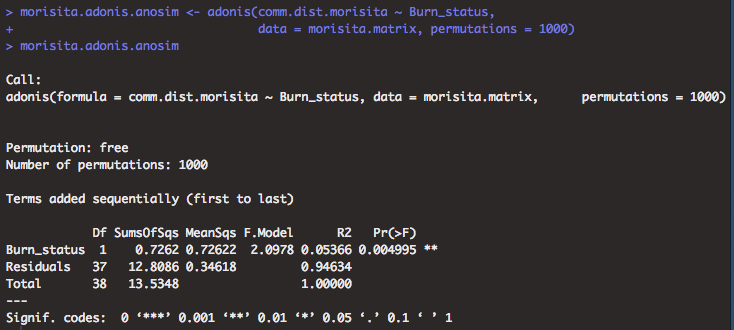 > morisita.adonis.anosim <- adonis(comm.dist.morisita ~ Burn_status,
+                                  data = morisita.matrix, permutations = 1000)
> morisita.adonis.anosim

Call:
adonis(formula = comm.dist.morisita ~ Burn_status, data = morisita.matrix,      permutations = 1000)

Permutation: free
Number of permutations: 1000

Terms added sequentially (first to last)

            Df SumsOfSqs MeanSqs F.Model      R2   Pr(>F)
Burn_status  1    0.7262 0.72622  2.0978 0.05366 0.004995 **
Residuals   37   12.8086 0.34618         0.94634
Total       38   13.5348                 1.00000
---
Signif. codes:  0 ‘***’ 0.001 ‘**’ 0.01 ‘*’ 0.05 ‘.’ 0.1 ‘ ’ 1